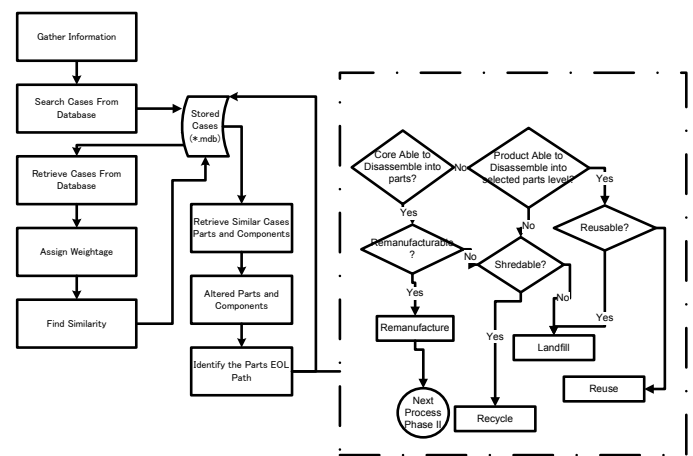 Gather Information
Search Cases From
Database
Stored
Cases
(*.mdb)
Retrieve Cases From
Database
Assign Weightage
Find Similarity
Retrieve Similar Cases
Parts and Components
Altered Parts and
Components
Identify the Parts EOL
Path
Core Able to
Disassemble into
parts?
No
Product Able to
Disassemble into
selected parts level?
Yes
Yes
No
Remanufacturable
?
No
Shredable?
Reusable?
Yes
No
Yes
Yes
Remanufacture
Landfill
Reuse
Next
Process
Phase II
Recycle